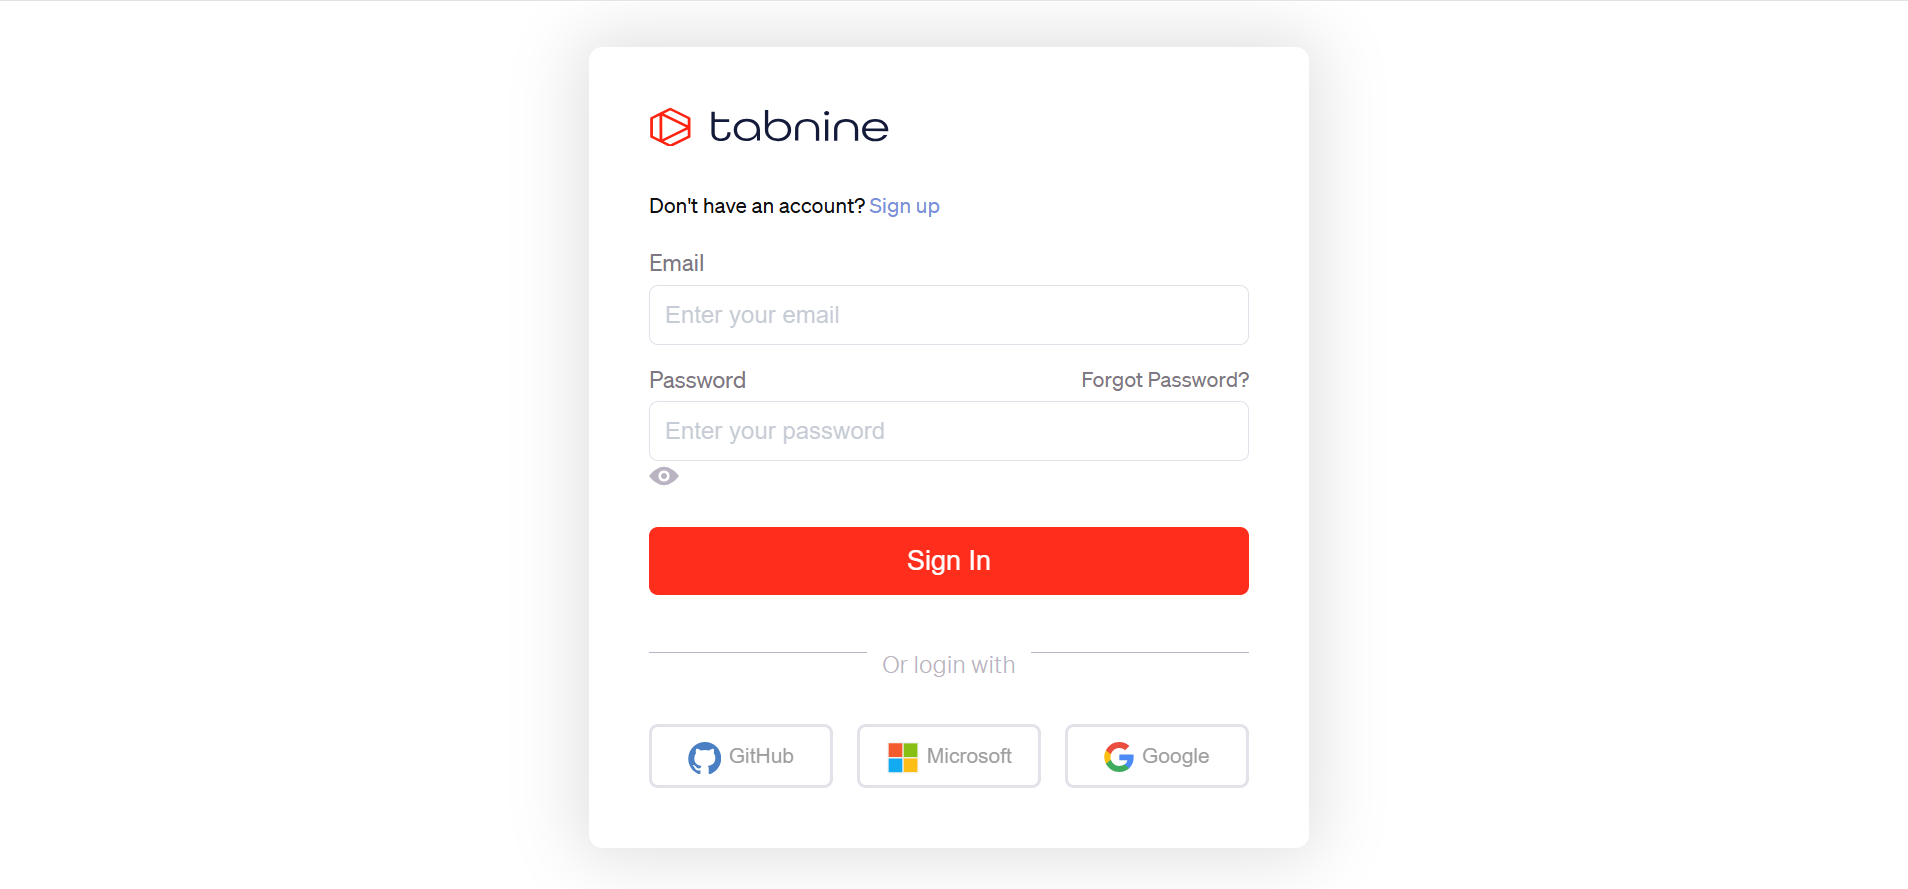 tabnine
Don't have an account? Sign up
Email
Enter your email
Password Forgot Password?
Enter your password
Sign In
Or login with
GitHub Microsoft Google